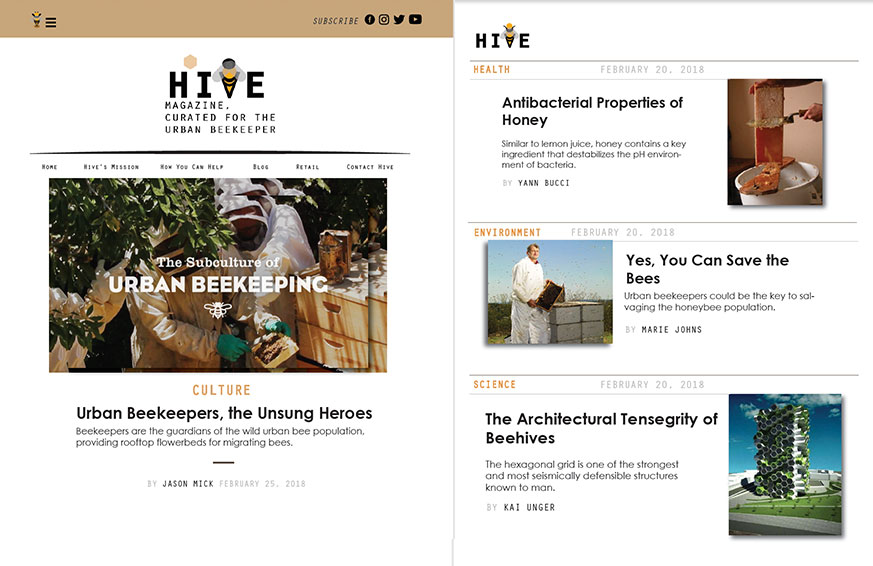 SUBSCRIBE
HIVE
MAGAZINE,
CURATED FOR THE
URBAN BEEKEEPER
HOME HIVE'S MISSION HOW YOU CAN HELP BLOG RETAIL CONTACT HIVE
The Subculture of
URBAN BEEKEEPING
CULTURE
Urban Beekeepers, the Unsung Heroes
Beekeepers are the guardians of the wild urban bee population,
providing rooftop flowerbeds for migrating bees.
BY JASON MICK FEBRUARY 25, 2018
HIVE
HEALTH FEBRUARY 20, 2018
Antibacterial Properties of
Honey
Similar to lemon juice, honey contains a key
ingredient that destabilizes the pH environ-
ment of bacteria.
BY YANN BUCCI
ENVIRONMENT FEBRUARY 20, 2018
Yes, You Can Save the
Bees
Urban beekeepers could be the key to sal-
vaging the honeybee population.
BY MARIE JOHNS
SCIENCE FEBRUARY 20, 2018
The Architectural Tensegrity of
Beehives
The hexagonal grid is one of the strongest
and most seismically defensible structures
known to man.
BY KAI UNGER